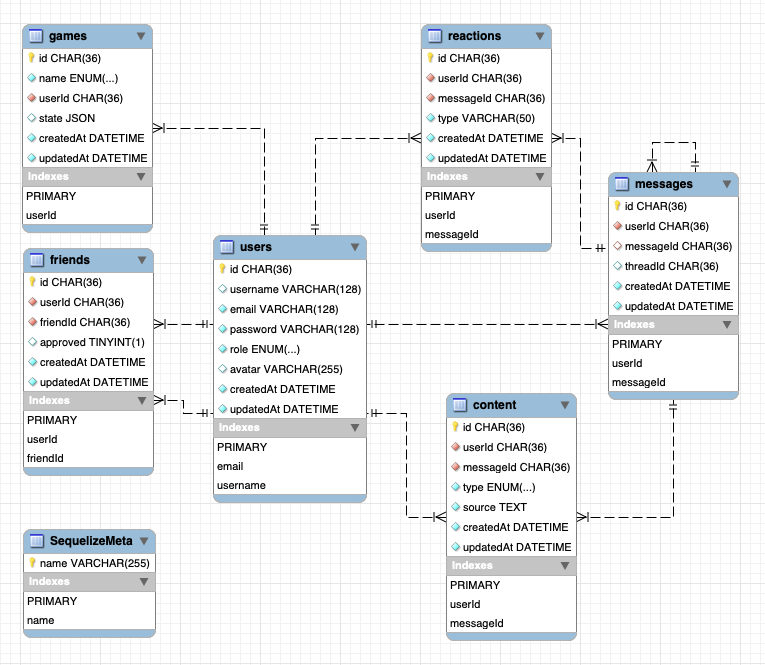 games
id CHAR(36)
name ENUM(...)
userId CHAR(36)
state JSON
createdAt DATETIME
updatedAt DATETIME
Indexes
PRIMARY
userId
reactions
id CHAR(36)
userId CHAR(36)
messageId CHAR(36)
type VARCHAR(50)
createdAt DATETIME
updatedAt DATETIME
Indexes
PRIMARY
userId
messageId
messages
id CHAR(36)
userId CHAR(36)
messageId CHAR(36)
threadId CHAR(36)
createdAt DATETIME
updatedAt DATETIME
Indexes
PRIMARY
userId
messageId
friends
id CHAR(36)
userId CHAR(36)
friendId CHAR(36)
approved TINYINT(1)
createdAt DATETIME
updatedAt DATETIME
Indexes
PRIMARY
userId
friendId
users
id CHAR(36)
username VARCHAR(128)
email VARCHAR(128)
password VARCHAR(128)
role ENUM(...)
avatar VARCHAR(255)
createdAt DATETIME
updatedAt DATETIME
Indexes
PRIMARY
email
username
content
id CHAR(36)
userId CHAR(36)
messageId CHAR(36)
type ENUM(...)
source TEXT
createdAt DATETIME
updatedAt DATETIME
Indexes
PRIMARY
userId
messageId
SequelizeMeta
name VARCHAR(255)
Indexes
PRIMARY
name